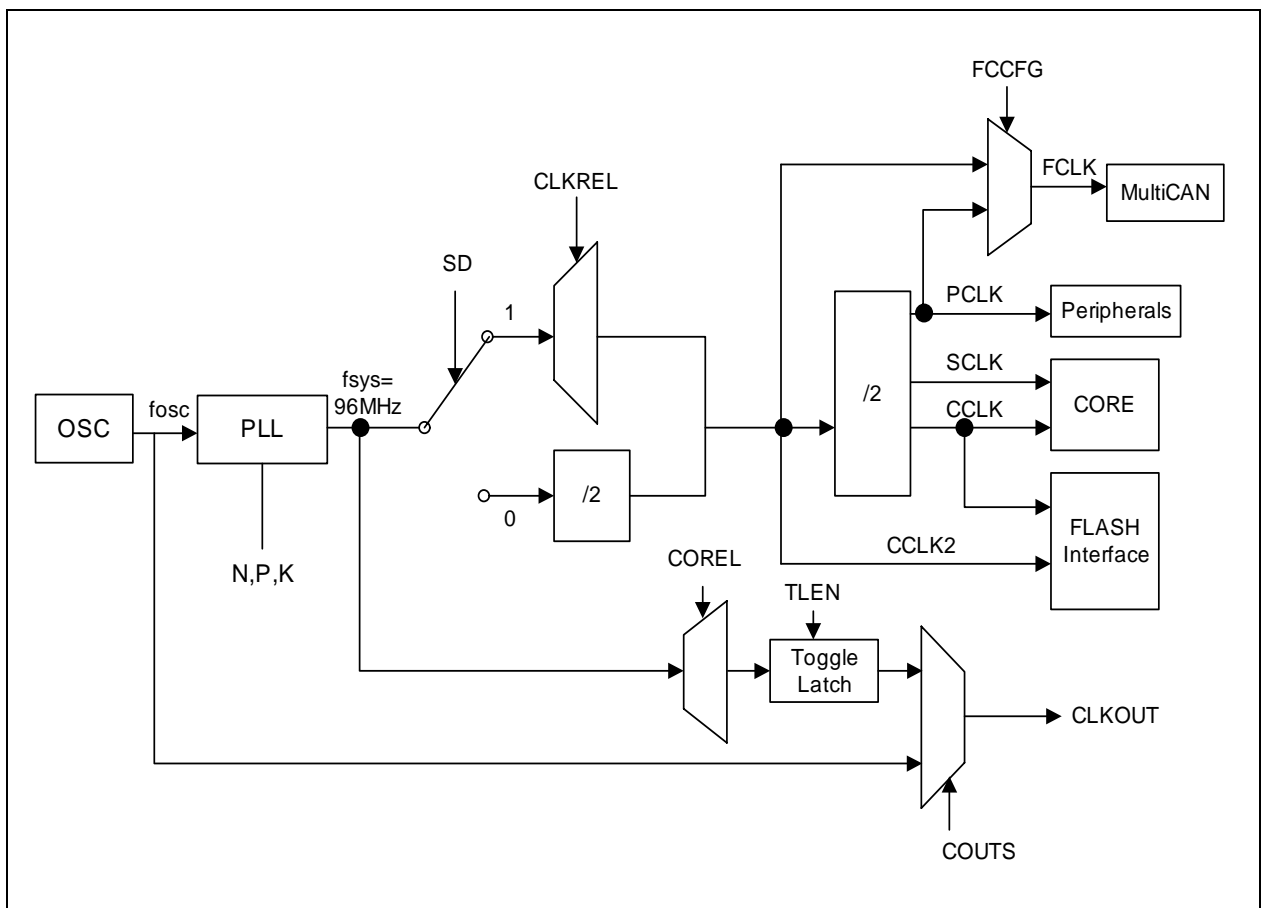 FCCFG
FCLK
MultiCAN
CLKREL
SD
1
PCLK
Peripherals
fsys=
96MHz
SCLK
/2
CORE
fosc
CCLK
OSC
PLL
/2
0
FLASH
Interface
CCLK2
N,P,K
COREL
TLEN
Toggle
Latch
CLKOUT
COUTS